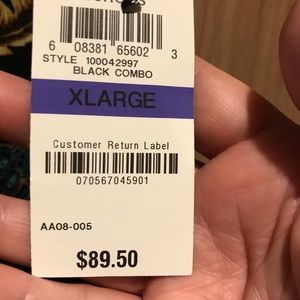 6 08381 65602 3
STYLE 100042997
BLACK COMBO
XLARGE
Customer Return Label
070567045901
AA08-005
$89.50